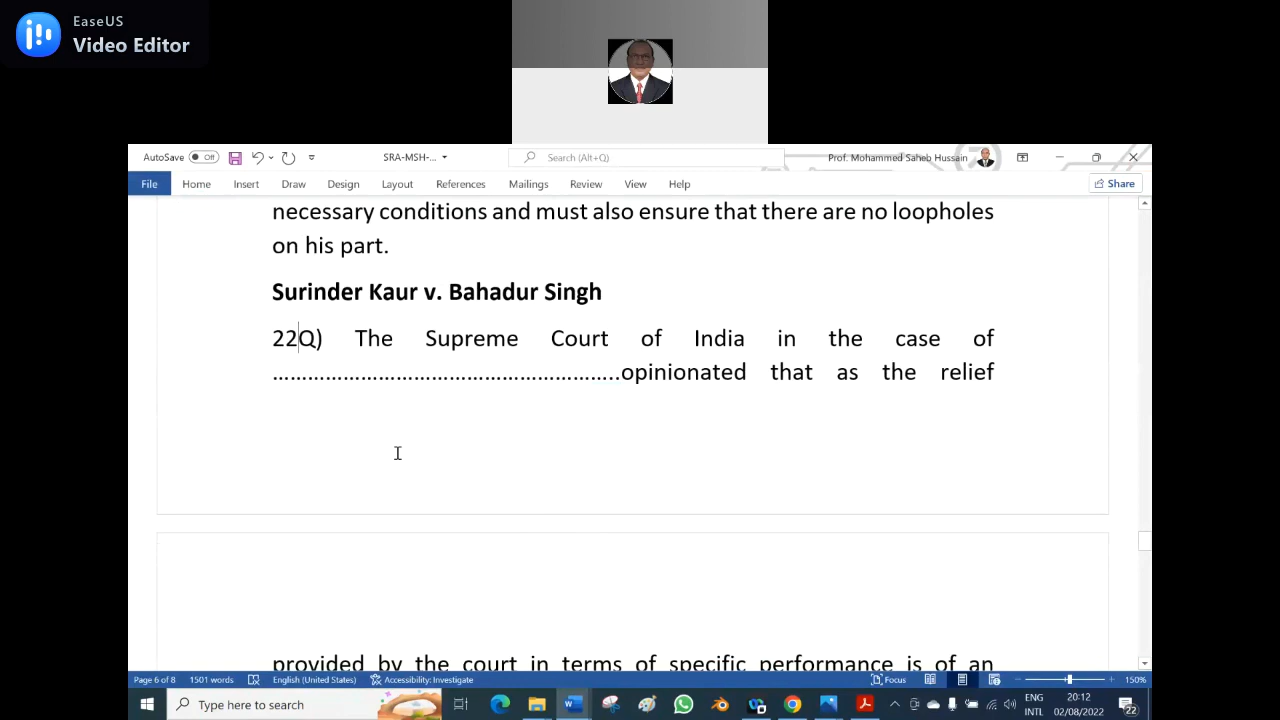 EaseUS
Video Editor
AutoSave Off SRA-MSH-... Search (Alt+Q) Prof. Mohammed Saheb Hussain
File Home Insert Draw Design Layout References Mailings Review View Help Share
necessary conditions and must also ensure that there are no loopholes
on his part.
Surinder Kaur v. Bahadur Singh
22Q) The Supreme Court of India in the case of
…………………………………………………..opinionated that as the relief
provided by the court in terms of specific performance is of an
Page 6 of 8 1501 words English (United States) Accessibility: Investigate Focus 150%
Type here to search ENG 20:12
INTL 02/08/2022 22